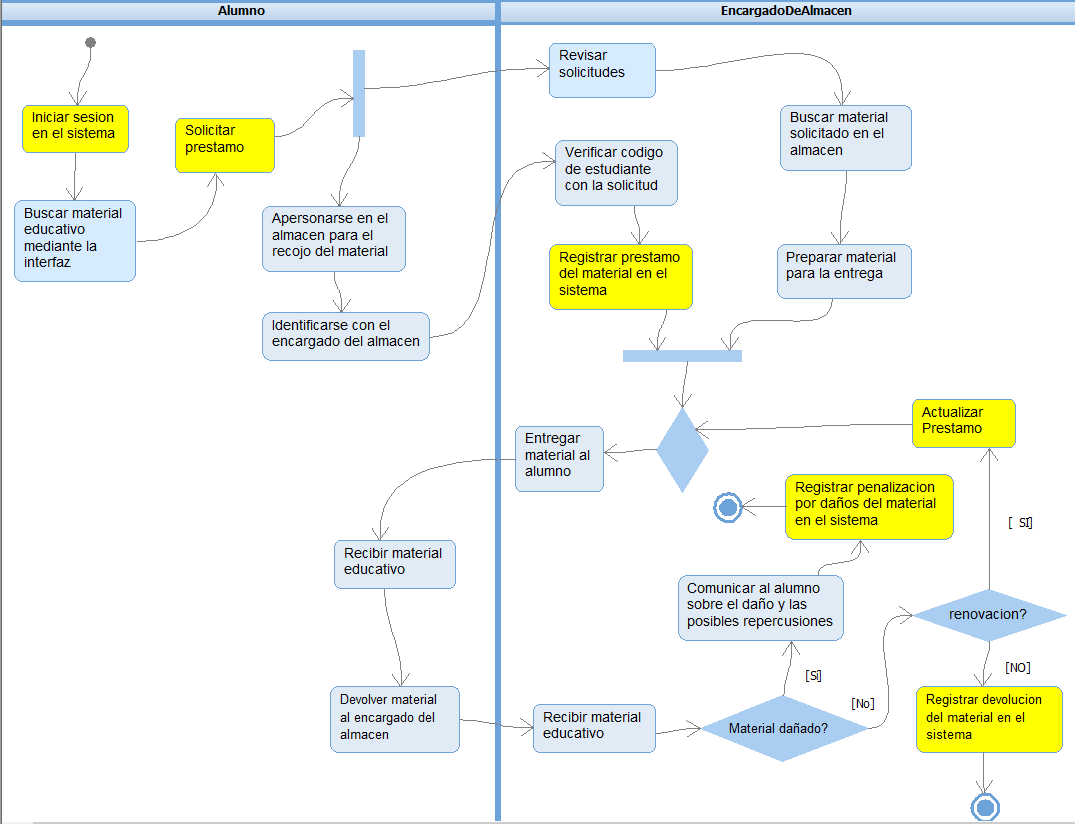 Alumno
EncargadoDeAlmacen
Iniciar sesion
en el sistema
Buscar material
educativo
mediante la
interfaz
Solicitar
prestamo
Apersonarse en el
almacen para el
recojo del material
Identificarse con el
encargado del almacen
Revisar
solicitudes
Buscar material
solicitado en el
almacen
Verificar codigo
de estudiante
con la solicitud
Registrar prestamo
del material en el
sistema
Preparar material
para la entrega
Entregar
material al
alumno
Actualizar
Prestamo
Registrar penalizacion
por daños del material
en el sistema
[ SI]
Recibir material
educativo
Comunicar al alumno
sobre el daño y las
posibles repercusiones
renovacion?
[SI]
[NO]
[No]
Devolver material
al encargado del
almacen
Recibir material
educativo
Material dañado?
Registrar devolucion
del material en el
sistema